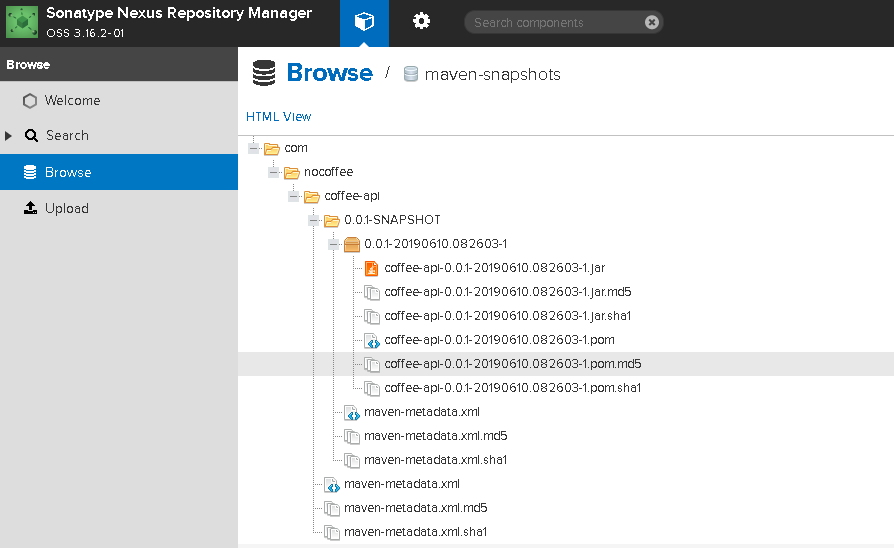 Sonatype Nexus Repository Manager
OSS 3.16.2-01
Search components
Browse
Welcome
Search
Browse
Upload
Browse / maven-snapshots
HTML View
com
nocoffee
coffee-api
0.0.1-SNAPSHOT
0.0.1-20190610.082603-1
coffee-api-0.0.1-20190610.082603-1.jar
coffee-api-0.0.1-20190610.082603-1.jar.md5
coffee-api-0.0.1-20190610.082603-1.jar.sha1
coffee-api-0.0.1-20190610.082603-1.pom
coffee-api-0.0.1-20190610.082603-1.pom.md5
coffee-api-0.0.1-20190610.082603-1.pom.sha1
maven-metadata.xml
maven-metadata.xml.md5
maven-metadata.xml.sha1
maven-metadata.xml
maven-metadata.xml.md5
maven-metadata.xml.sha1